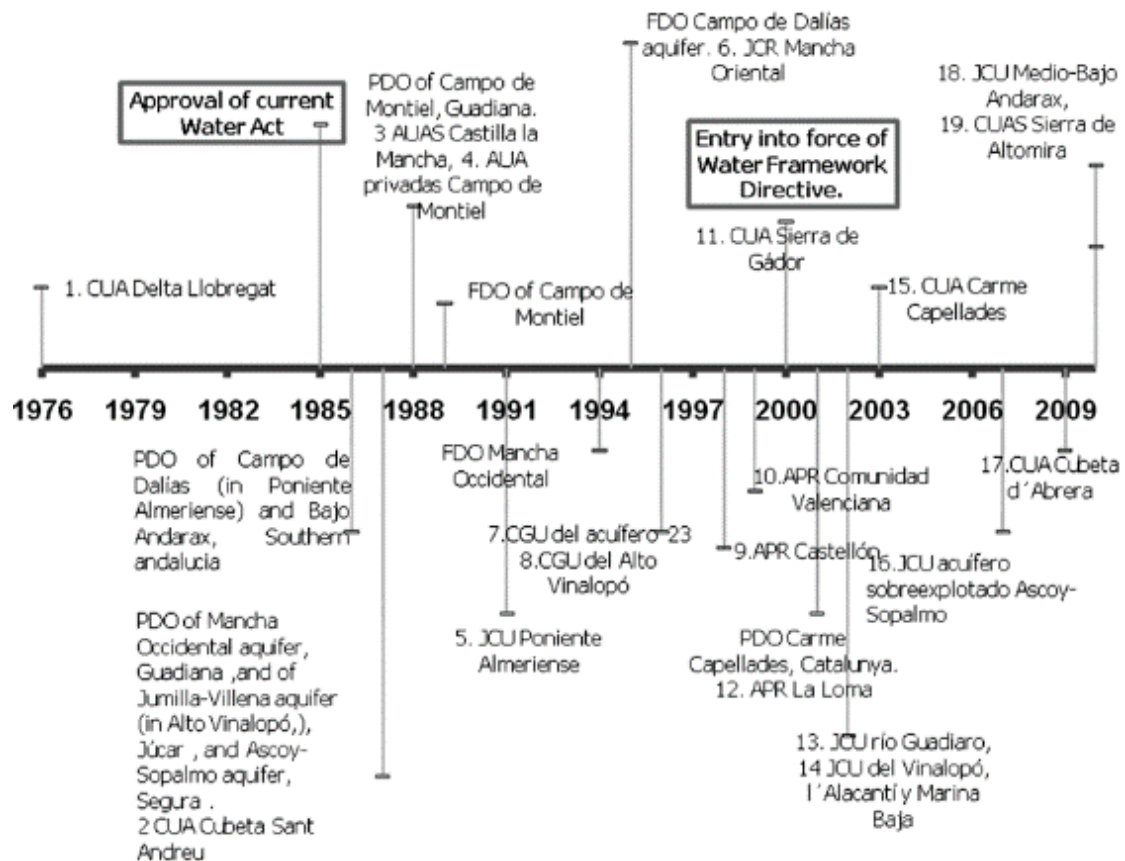 FDO Campo de Dalías
aquifer. 6. JCR Mancha
Oriental
PDO of Campo de
Montiel, Guadiana.
3 AUAS Castilla la
Mancha, 4. AUA
privadas Campo de
Montiel
18. JCU Medio-Bajo
Andarax,
19. CUAS Sierra de
Altomira
Approval of current
Water Act
Entry into force of
Water Framework
Directive.
11. CUA Sierra de
Gádor
1. CUA Delta Llobregat
FDO of Campo de
Montiel
15. CUA Carme
Capellades
1976 1979 1982 1985 1988 1991 1994 1997 2000 2003 2006 2009
PDO of Campo de
Dalías (in Poniente
Almeriense) and Bajo
Andarax, Southern
andalucia
FDO Mancha
Occidental
10. APR Comunidad
Valenciana
17.CUA Cubeta
d´Abrera
7.CGU del acuífero 23
8.CGU del Alto
Vinalopó
9.APR Castellón
16.JCU acuífero
sobreexplotado Ascoy-
Sopalmo
PDO of Mancha
Occidental aquifer,
Guadiana ,and of
Jumilla-Villena aquifer
(in Alto Vinalopó,),
Júcar , and Ascoy-
Sopalmo aquifer,
Segura .
2 CUA Cubeta Sant
Andreu
5. JCU Poniente
Almeriense
PDO Carme
Capellades, Catalunya.
12. APR La Loma
13. JCU río Guadiaro,
14 JCU del Vinalopó,
l´Alacantí y Marina
Baja